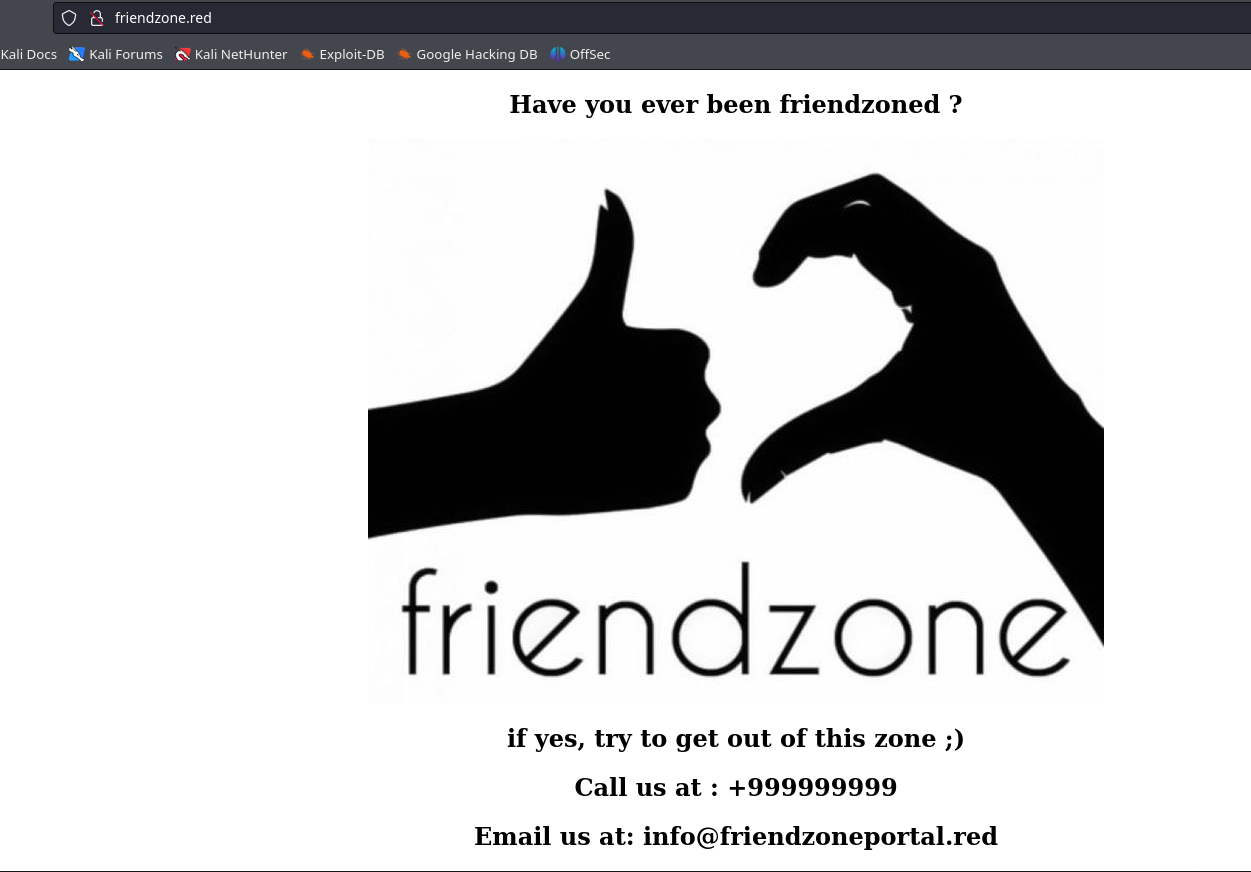 friendzone.red
Kali Docs Kali Forums Kali NetHunter Exploit-DB Google Hacking DB OffSec
Have you ever been friendzoned ?
friendzone
if yes, try to get out of this zone ;)
Call us at : +999999999
Email us at: info@friendzoneportal.red